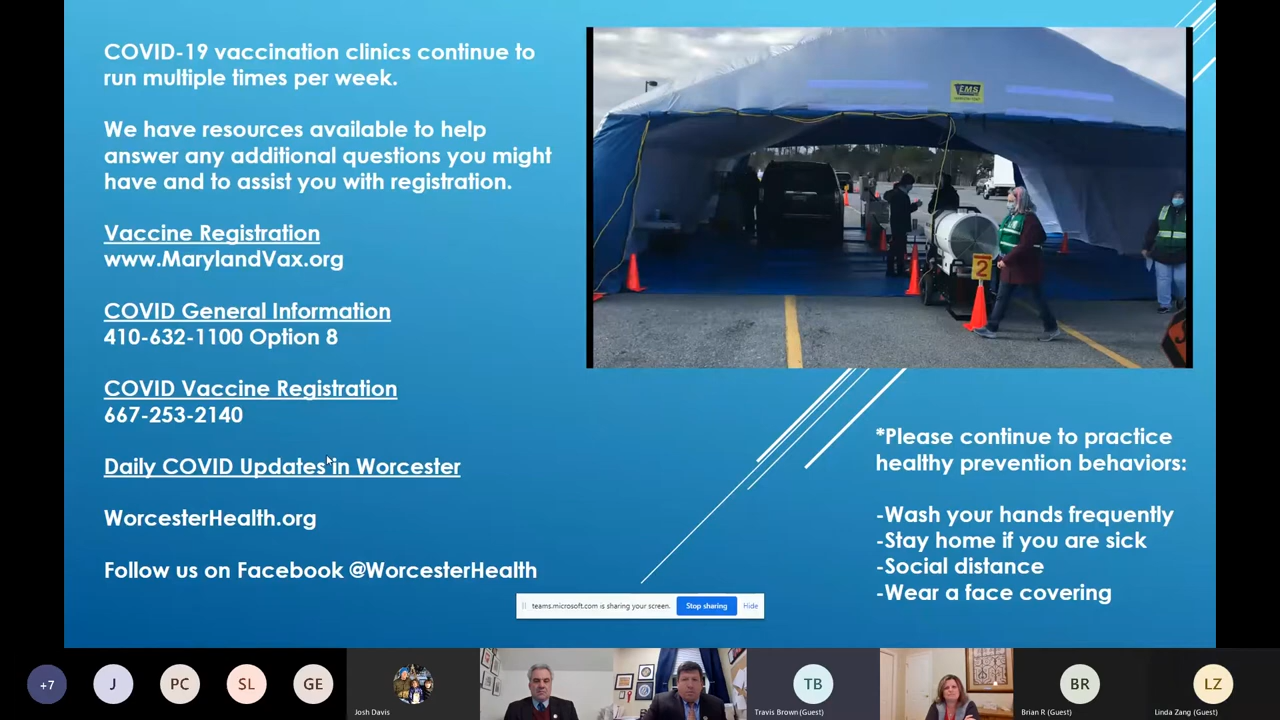 COVID-19 vaccination clinics continue to
run multiple times per week.
We have resources available to help
answer any additional questions you might
have and to assist you with registration.
Vaccine Registration
www.MarylandVax.org
COVID General Information
410-632-1100 Option 8
COVID Vaccine Registration
667-253-2140
Daily COVID Updates in Worcester
WorcesterHealth.org
Follow us on Facebook @WorcesterHealth
EMS
2
*Please continue to practice
healthy prevention behaviors:
-Wash your hands frequently
-Stay home if you are sick
-Social distance
-Wear a face covering
teams.microsoft.com is sharing your screen.
Stop sharing
Hide
+7
J
PC
SL
GE
Josh Davis
TB
Travis Brown (Guest)
BR
Brian R (Guest)
LZ
Linda Zang (Guest)